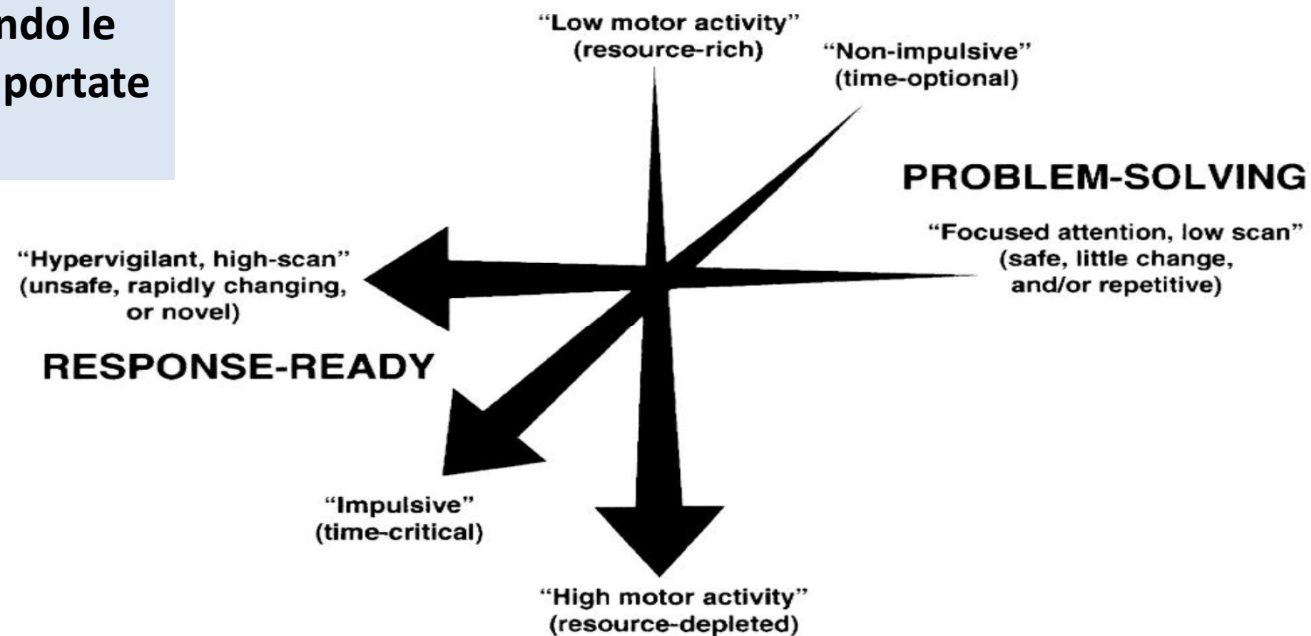 ndo le
portate
“Low motor activity”
(resource-rich)
“Non-impulsive”
(time-optional)
PROBLEM-SOLVING
“Focused attention, low scan”
(safe, little change,
and/or repetitive)
“Hypervigilant, high-scan”
(unsafe, rapidly changing,
or novel)
RESPONSE-READY
“Impulsive”
(time-critical)
“High motor activity”
(resource-depleted)